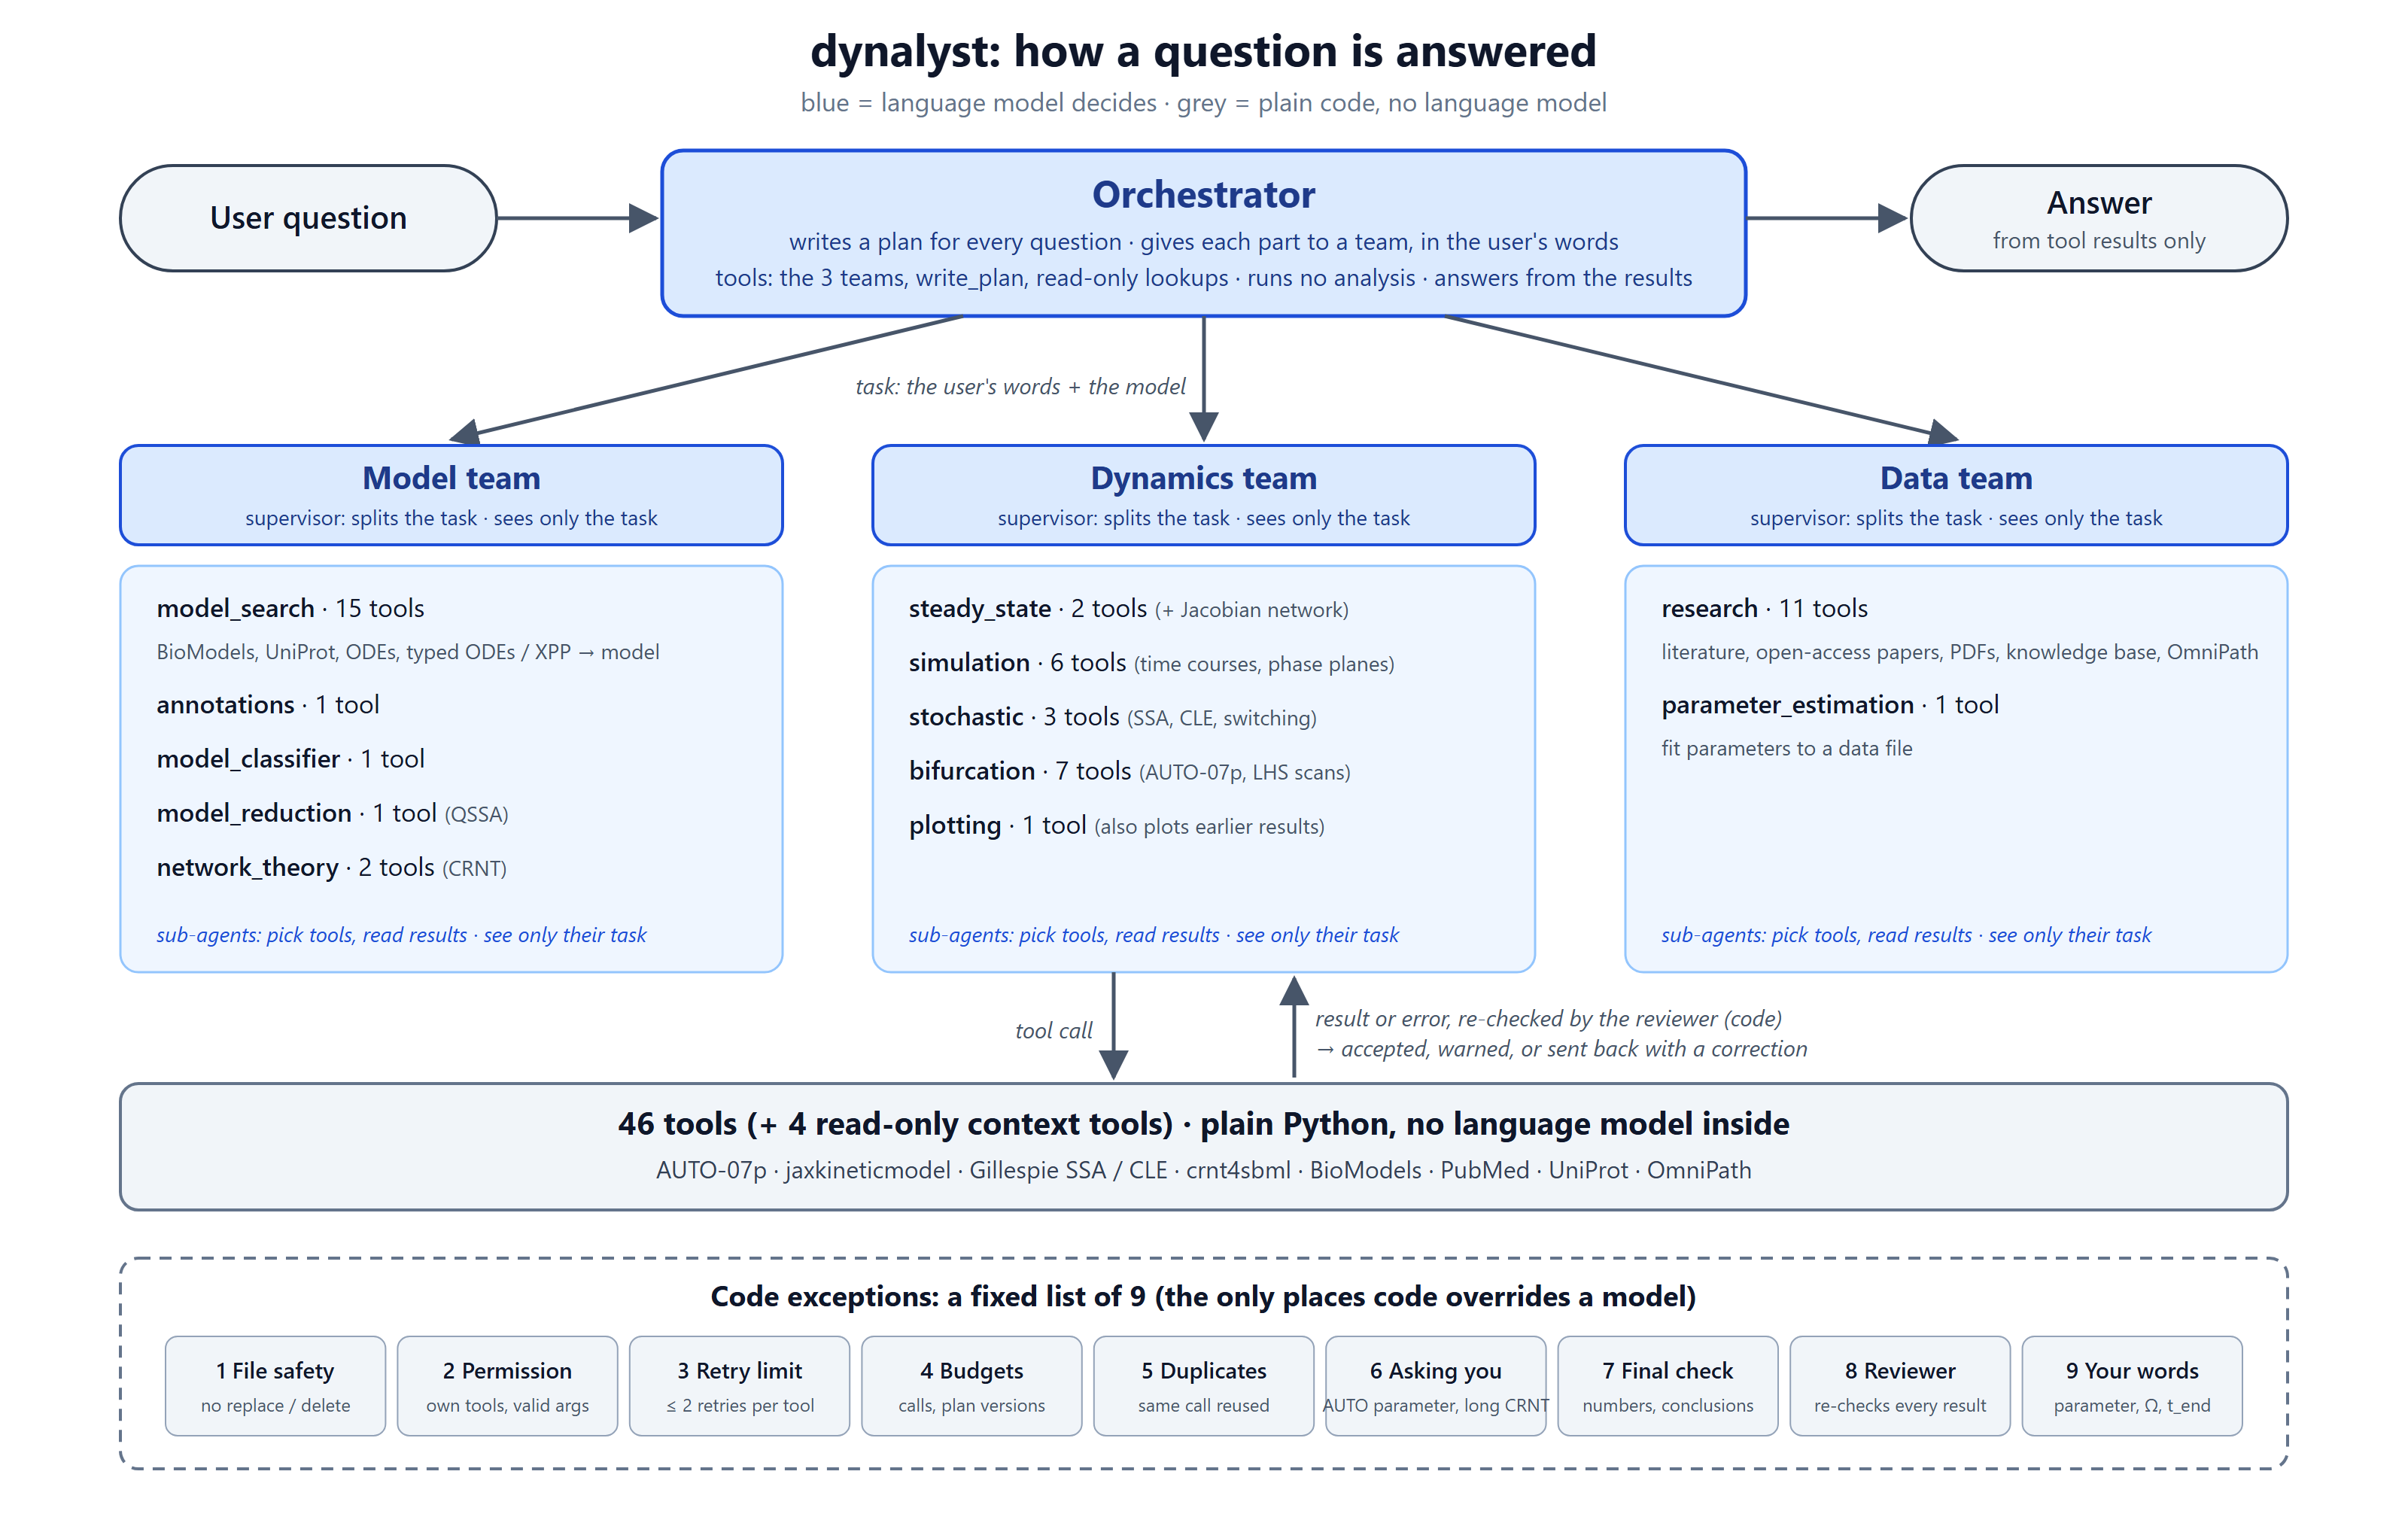 dynalyst: how a question is answered
blue = language model decides · grey = plain code, no language model
User question
Orchestrator
writes a plan for every question · gives each part to a team, in the user's words
tools: the 3 teams, write_plan, read-only lookups · runs no analysis · answers from the results
Answer
from tool results only
task: the user's words + the model
Model team
supervisor: splits the task · sees only the task
model_search · 15 tools
BioModels, UniProt, ODEs, typed ODEs / XPP → model
annotations · 1 tool
model_classifier · 1 tool
model_reduction · 1 tool (QSSA)
network_theory · 2 tools (CRNT)
sub-agents: pick tools, read results · see only their task
Dynamics team
supervisor: splits the task · sees only the task
steady_state · 2 tools (+ Jacobian network)
simulation · 6 tools (time courses, phase planes)
stochastic · 3 tools (SSA, CLE, switching)
bifurcation · 7 tools (AUTO-07p, LHS scans)
plotting · 1 tool (also plots earlier results)
sub-agents: pick tools, read results · see only their task
Data team
supervisor: splits the task · sees only the task
research · 11 tools
literature, open-access papers, PDFs, knowledge base, OmniPath
parameter_estimation · 1 tool
fit parameters to a data file
sub-agents: pick tools, read results · see only their task
tool call
result or error, re-checked by the reviewer (code)
→ accepted, warned, or sent back with a correction
46 tools (+ 4 read-only context tools) · plain Python, no language model inside
AUTO-07p · jaxkineticmodel · Gillespie SSA / CLE · crnt4sbml · BioModels · PubMed · UniProt · OmniPath
Code exceptions: a fixed list of 9 (the only places code overrides a model)
1 File safety
no replace / delete
2 Permission
own tools, valid args
3 Retry limit
≤ 2 retries per tool
4 Budgets
calls, plan versions
5 Duplicates
same call reused
6 Asking you
AUTO parameter, long CRNT
7 Final check
numbers, conclusions
8 Reviewer
re-checks every result
9 Your words
parameter, Ω, t_end